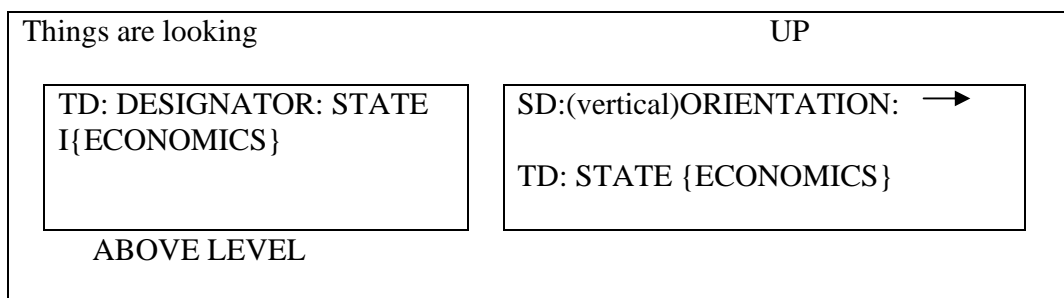 Things are looking UP
TD: DESIGNATOR: STATE
I{ECONOMICS}
SD:(vertical)ORIENTATION: →
TD: STATE {ECONOMICS}
ABOVE LEVEL